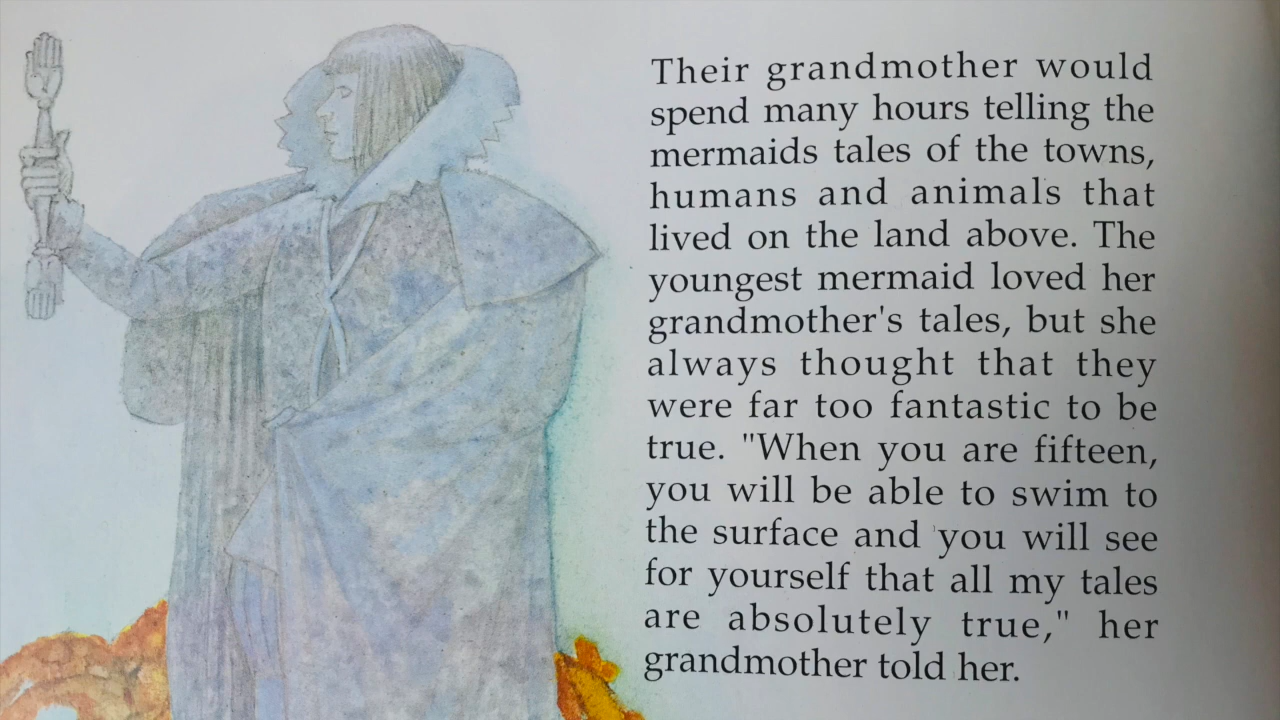 Their grandmother would
spend many hours telling the
mermaids tales of the towns,
humans and animals that
lived on the land above. The
youngest mermaid loved her
grandmother's tales, but she
always thought that they
were far too fantastic to be
true. "When you are fifteen,
you will be able to swim to
the surface and you will see
for yourself that all my tales
are absolutely true," her
grandmother told her.